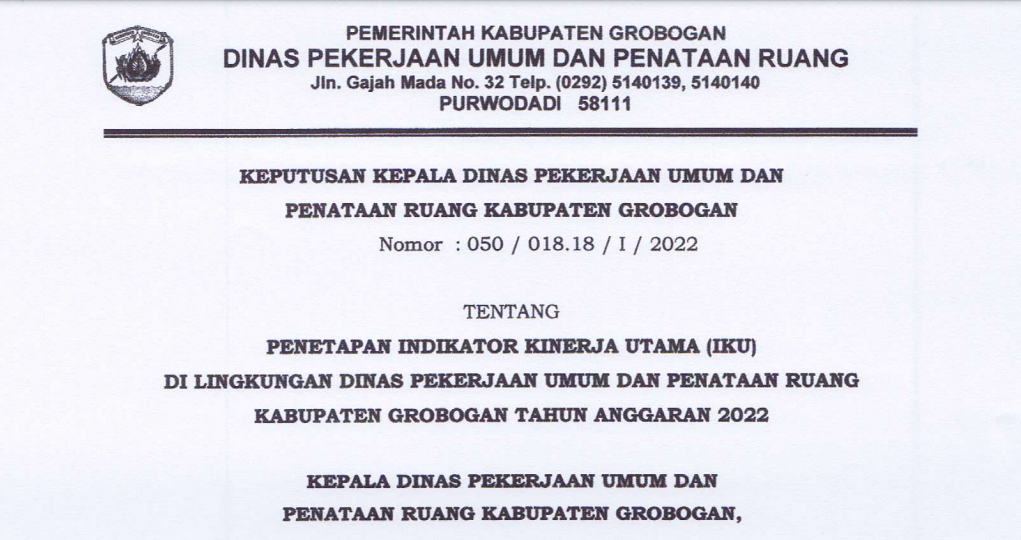 PEMERINTAH KABUPATEN GROBOGAN
DINAS PEKERJAAN UMUM DAN PENATAAN RUANG
Jln. Gajah Mada No. 32 Telp. (0292) 5140139, 5140140
PURWODADI 58111
KEPUTUSAN KEPALA DINAS PEKERJAAN UMUM DAN
PENATAAN RUANG KABUPATEN GROBOGAN
Nomor : 050 / 018.18 / I / 2022
TENTANG
PENETAPAN INDIKATOR KINERJA UTAMA (IKU)
DI LINGKUNGAN DINAS PEKERJAAN UMUM DAN PENATAAN RUANG
KABUPATEN GROBOGAN TAHUN ANGGARAN 2022
KEPALA DINAS PEKERJAAN UMUM DAN
PENATAAN RUANG KABUPATEN GROBOGAN,